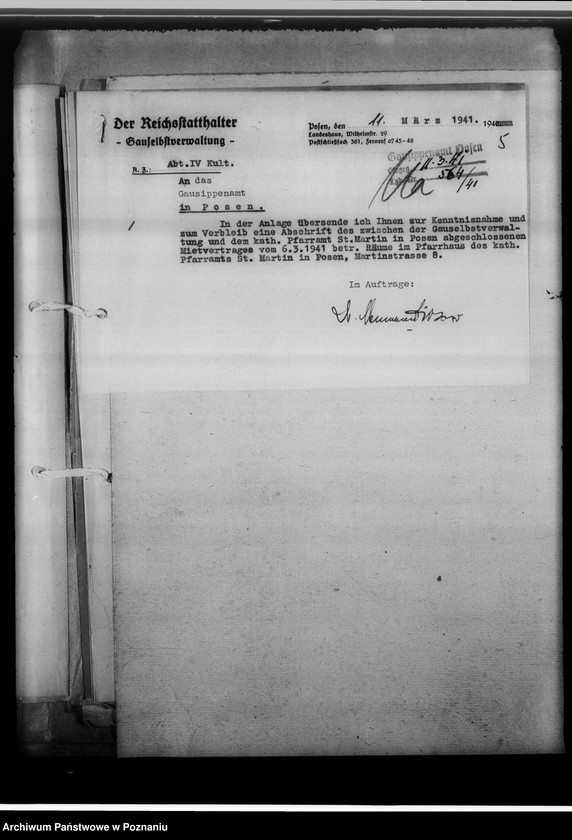 Der Reichsstatthalter
- Gauselbstverwaltung -
A. Z.: Abt.IV Kult.
Posen, den 11. März 1941. 194
Landeshaus, Wilhelmstr. 29
Postschließfach 381, Fernruf 0745-48
5
Gausippenamt Posen
11.3.41
564/41
An das
Gausippenamt
in Posen.
In der Anlage übersende ich Ihnen zur Kenntnisnahme und
zum Verbleib eine Abschrift des zwischen der Gauselbstverwal-
tung und dem kath. Pfarramt St.Martin in Posen abgeschlossenen
Mietvertrages vom 6.3.1941 betr. Räume im Pfarrhaus des kath.
Pfarramts St. Martin in Posen, Martinstrasse 8.
Im Auftrage:
Archiwum Państwowe w Poznaniu